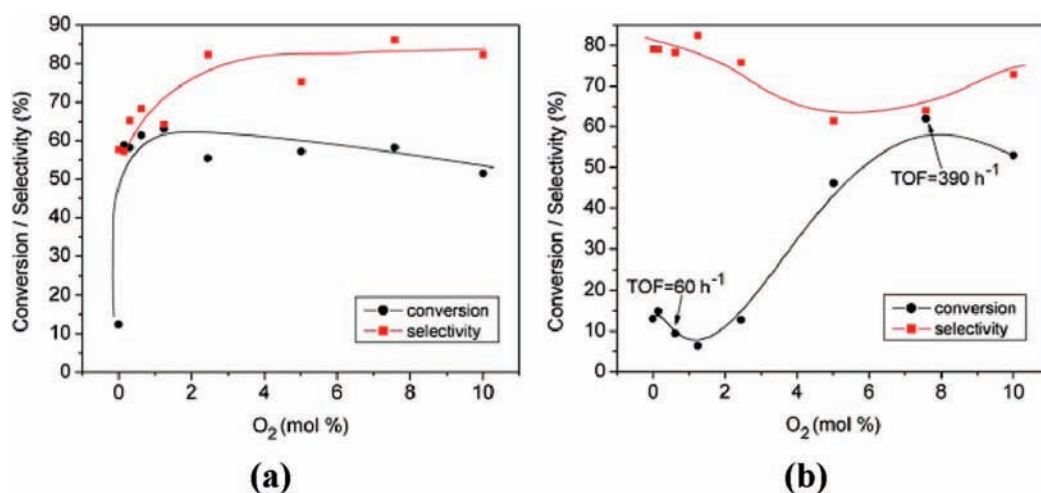 90
80
70
60
50
40
30
20
10
0
Conversion / Selectivity (%)
conversion
selectivity
0 2 4 6 8 10
O2 (mol %)
(a)
80
70
60
50
40
30
20
10
0
Conversion / Selectivity (%)
TOF=390 h-1
TOF=60 h-1
conversion
selectivity
0 2 4 6 8 10
O2 (mol %)
(b)